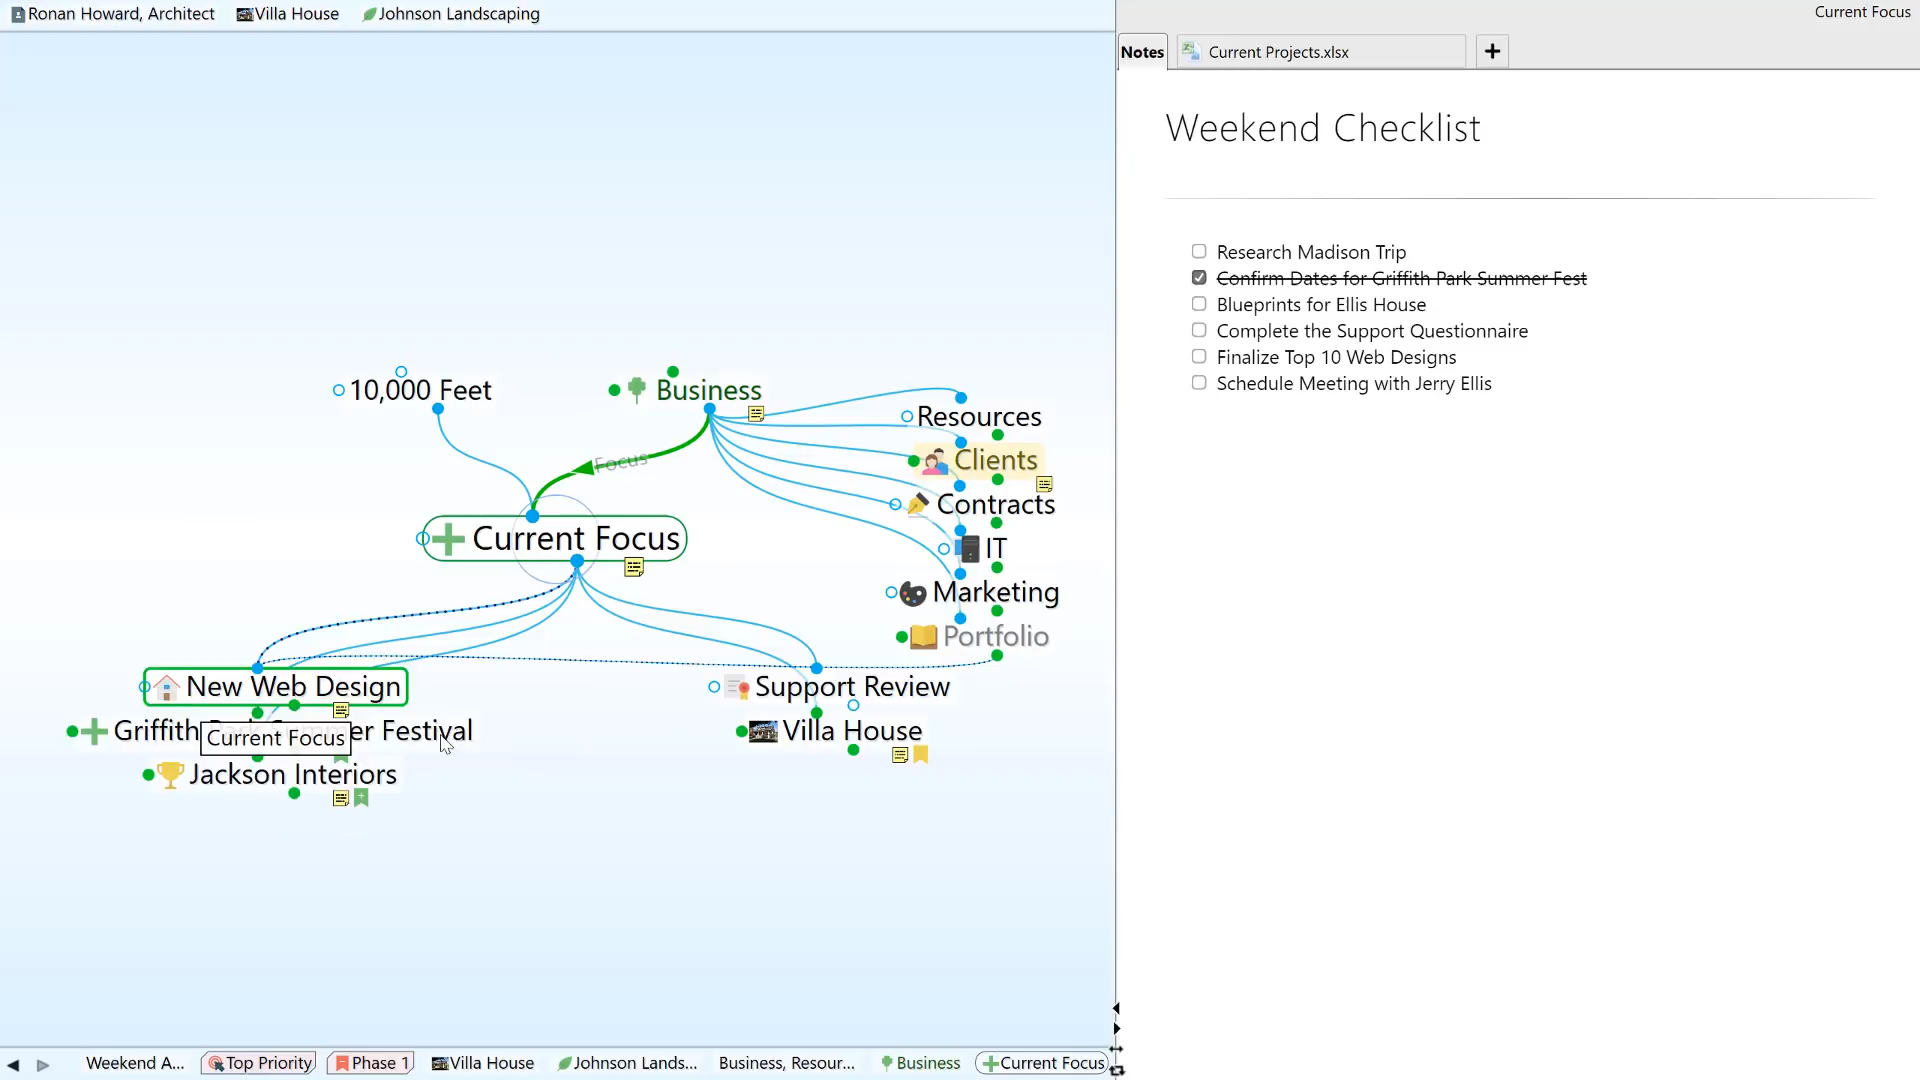 Ronan Howard, Architect
Villa House
Johnson Landscaping
Current Focus
Notes
Current Projects.xlsx
Weekend Checklist
Research Madison Trip
Confirm Dates for Griffith Park Summer Fest
Blueprints for Ellis House
Complete the Support Questionnaire
Finalize Top 10 Web Designs
Schedule Meeting with Jerry Ellis
10,000 Feet
Business
Resources
Focus
Clients
Contracts
Current Focus
IT
Marketing
Portfolio
New Web Design
Support Review
Griffith Park Summer Festival
Current Focus
Villa House
Jackson Interiors
Weekend A...
Top Priority
Phase 1
Villa House
Johnson Lands...
Business, Resour...
Business
Current Focus